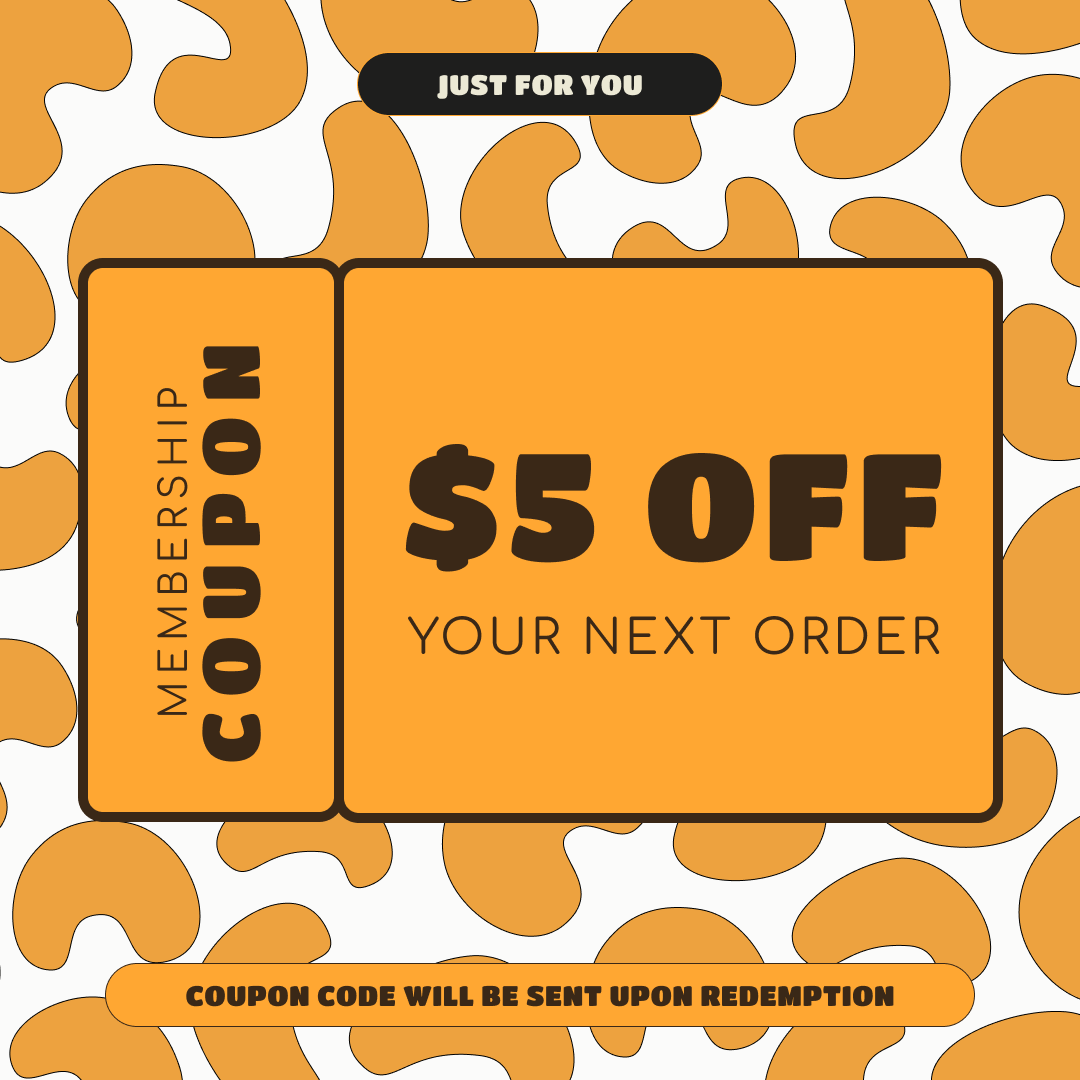 JUST FOR YOU
MEMBERSHIP
COUPON
$5 OFF
YOUR NEXT ORDER
COUPON CODE WILL BE SENT UPON REDEMPTION